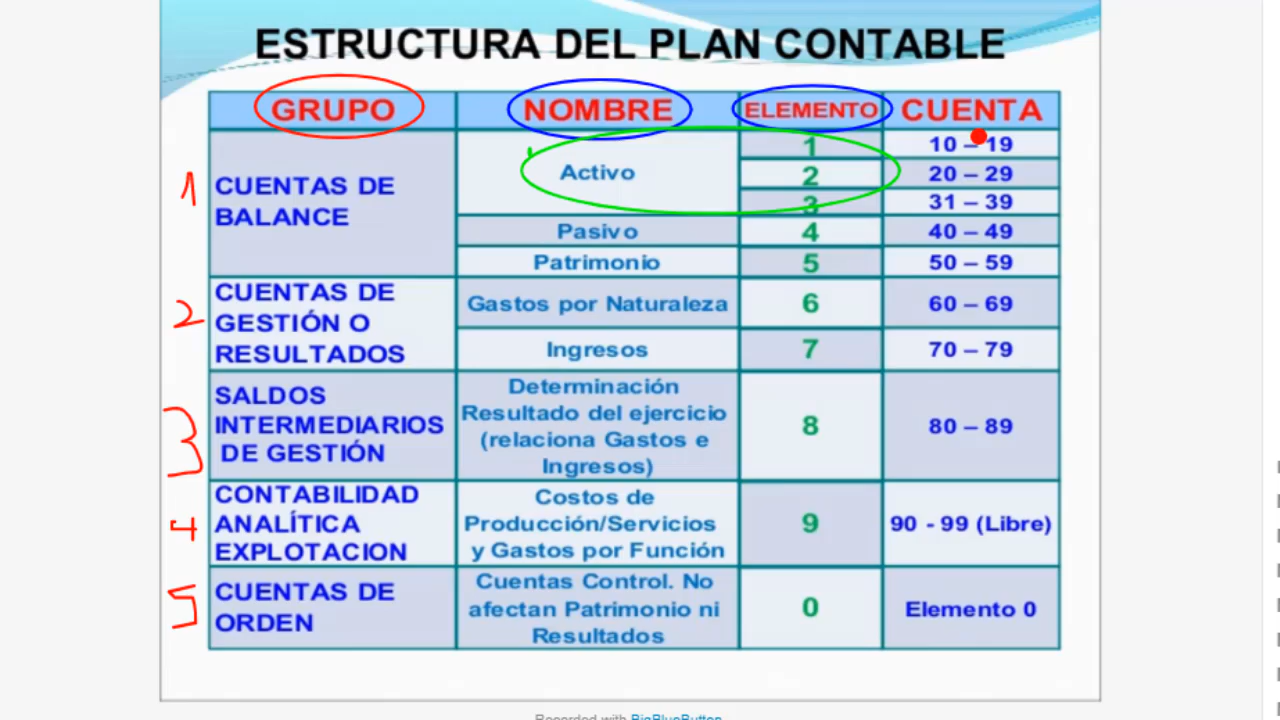 ESTRUCTURA DEL PLAN CONTABLE
GRUPO NOMBRE ELEMENTO CUENTA
1 CUENTAS DE BALANCE
Activo
1 10 – 19
2 20 – 29
3 31 – 39
Pasivo 4 40 – 49
Patrimonio 5 50 – 59
2 CUENTAS DE
GESTIÓN O
RESULTADOS
Gastos por Naturaleza 6 60 – 69
Ingresos 7 70 – 79
3 SALDOS
INTERMEDIARIOS
DE GESTIÓN
Determinación
Resultado del ejercicio
(relaciona Gastos e
Ingresos)
8 80 – 89
4 CONTABILIDAD
ANALÍTICA
EXPLOTACION
Costos de
Producción/Servicios
y Gastos por Función
9 90 - 99 (Libre)
5 CUENTAS DE
ORDEN
Cuentas Control. No
afectan Patrimonio ni
Resultados
0 Elemento 0
Recorded with BigBlueButton